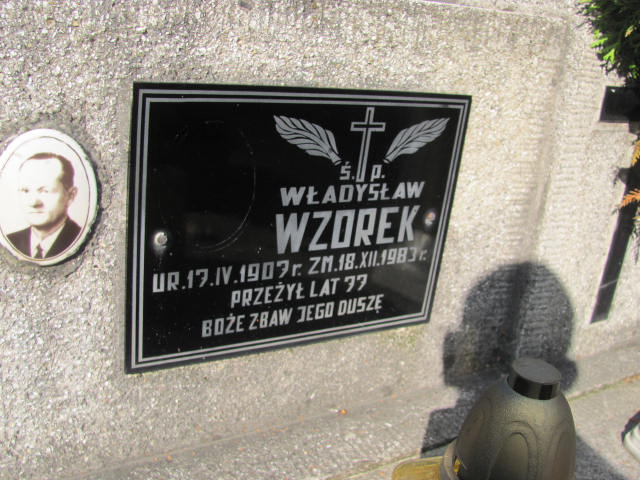 Ś. P.
WŁADYSŁAW
WZOREK
UR.17.IV.1907r. ZM.18.XII.1983r.
PRZEŻYŁ LAT 77
BOŻE ZBAW JEGO DUSZĘ